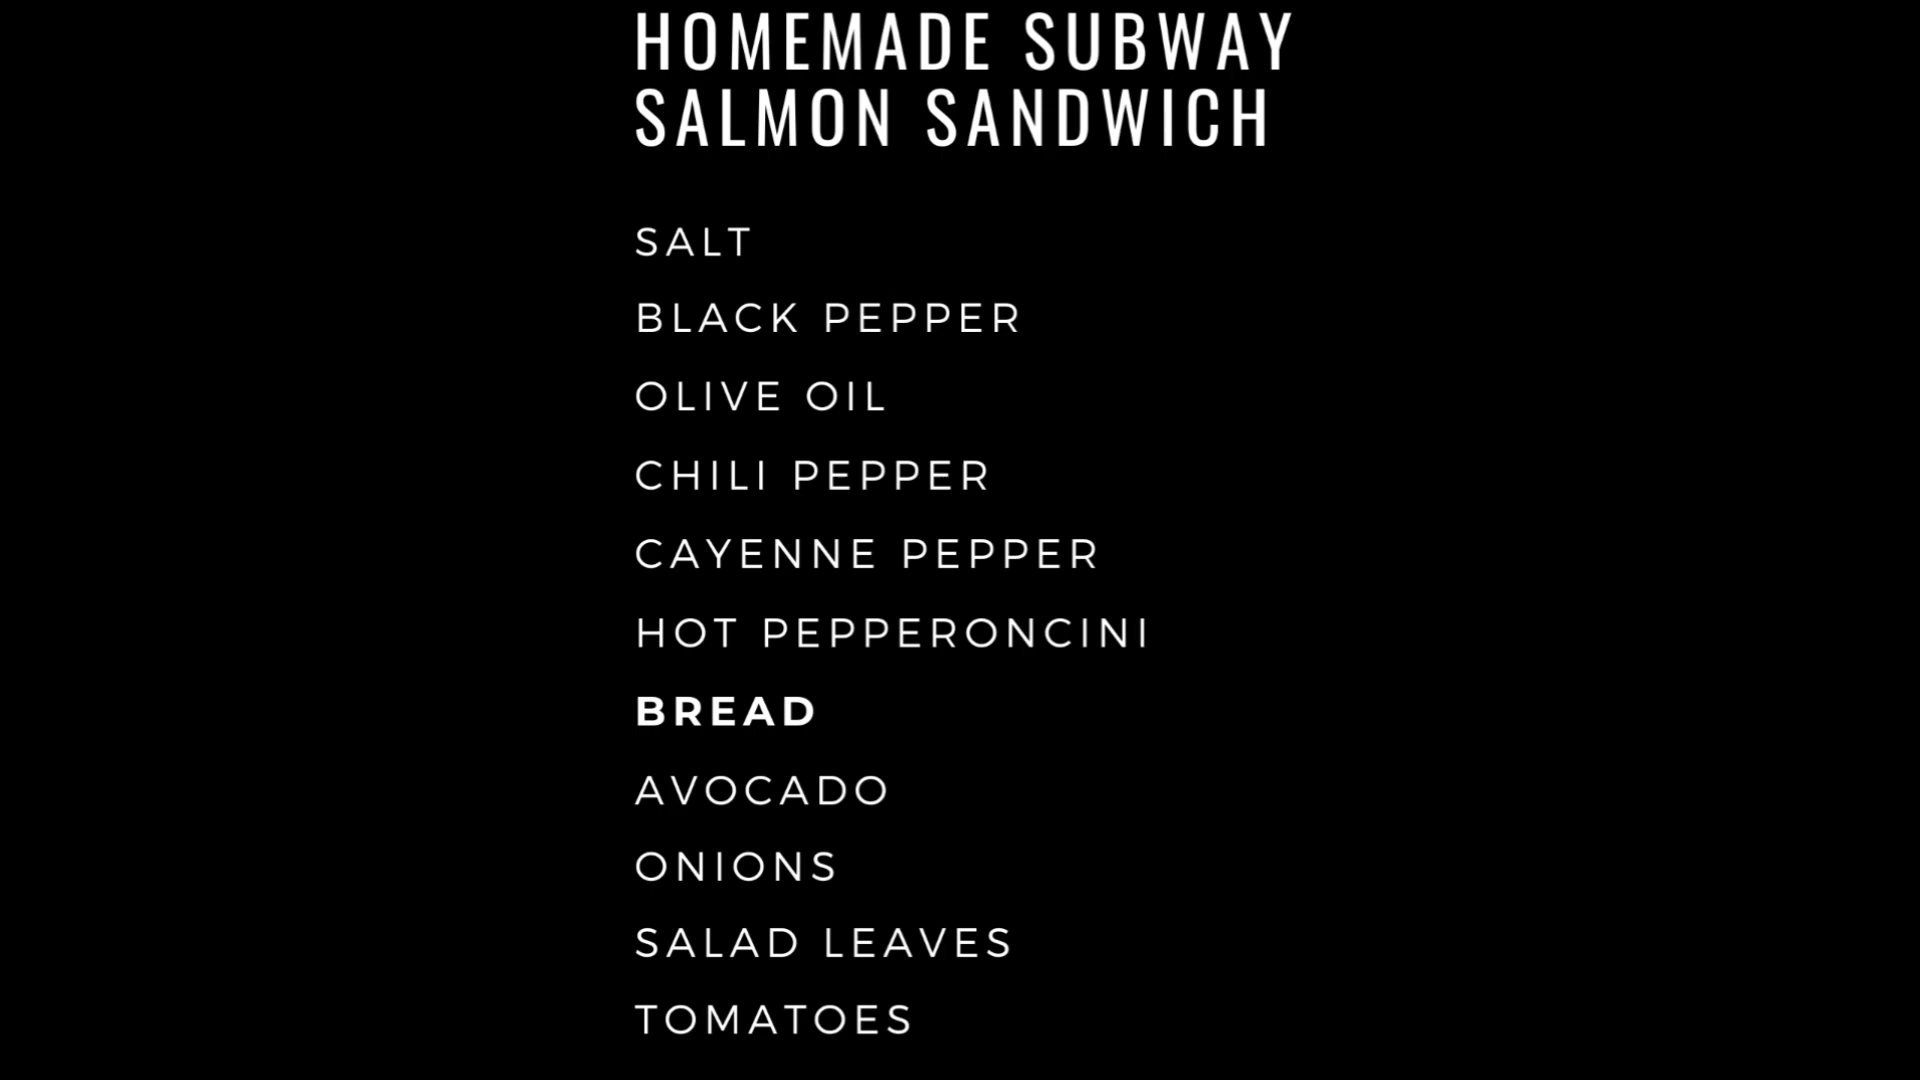 HOMEMADE SUBWAY
SALMON SANDWICH
SALT
BLACK PEPPER
OLIVE OIL
CHILI PEPPER
CAYENNE PEPPER
HOT PEPPERONCINI
BREAD
AVOCADO
ONIONS
SALAD LEAVES
TOMATOES